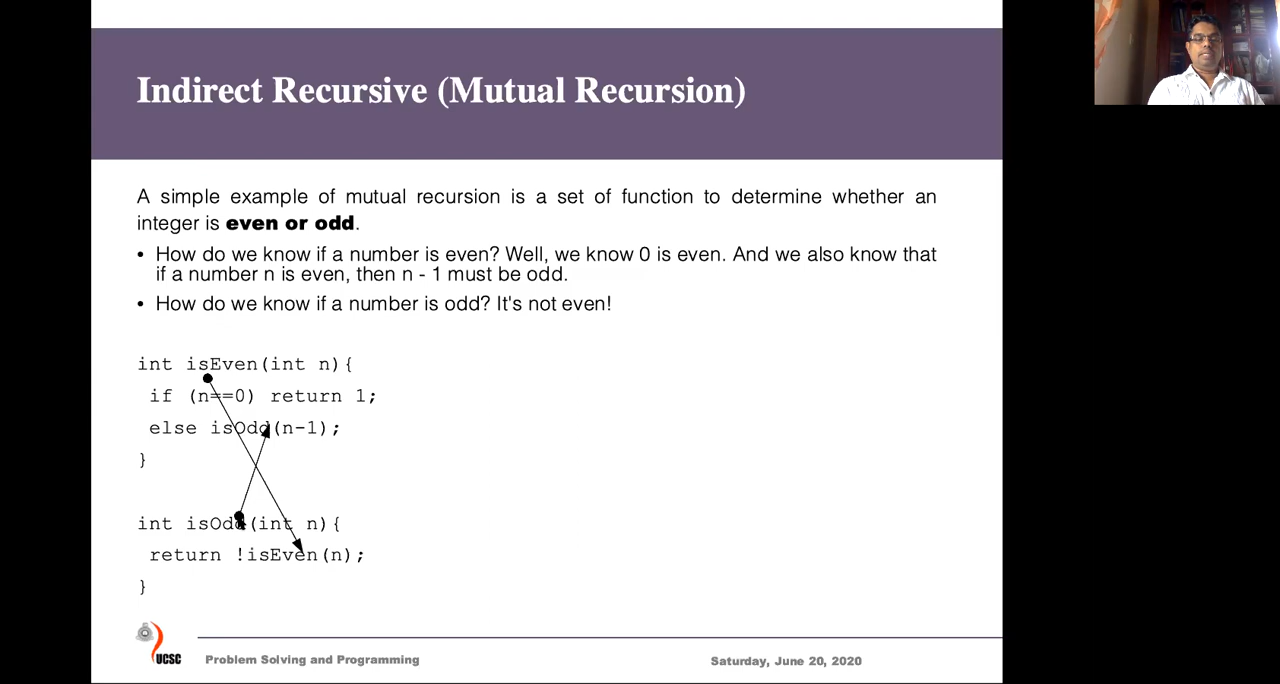 Indirect Recursive (Mutual Recursion)
A simple example of mutual recursion is a set of function to determine whether an
integer is even or odd.
• How do we know if a number is even? Well, we know 0 is even. And we also know that
if a number n is even, then n - 1 must be odd.
• How do we know if a number is odd? It's not even!
int isEven(int n){
if (n==0) return 1;
else isOdd(n-1);
}
int isOdd(int n){
return !isEven(n);
}
UCSC
Problem Solving and Programming
Saturday, June 20, 2020